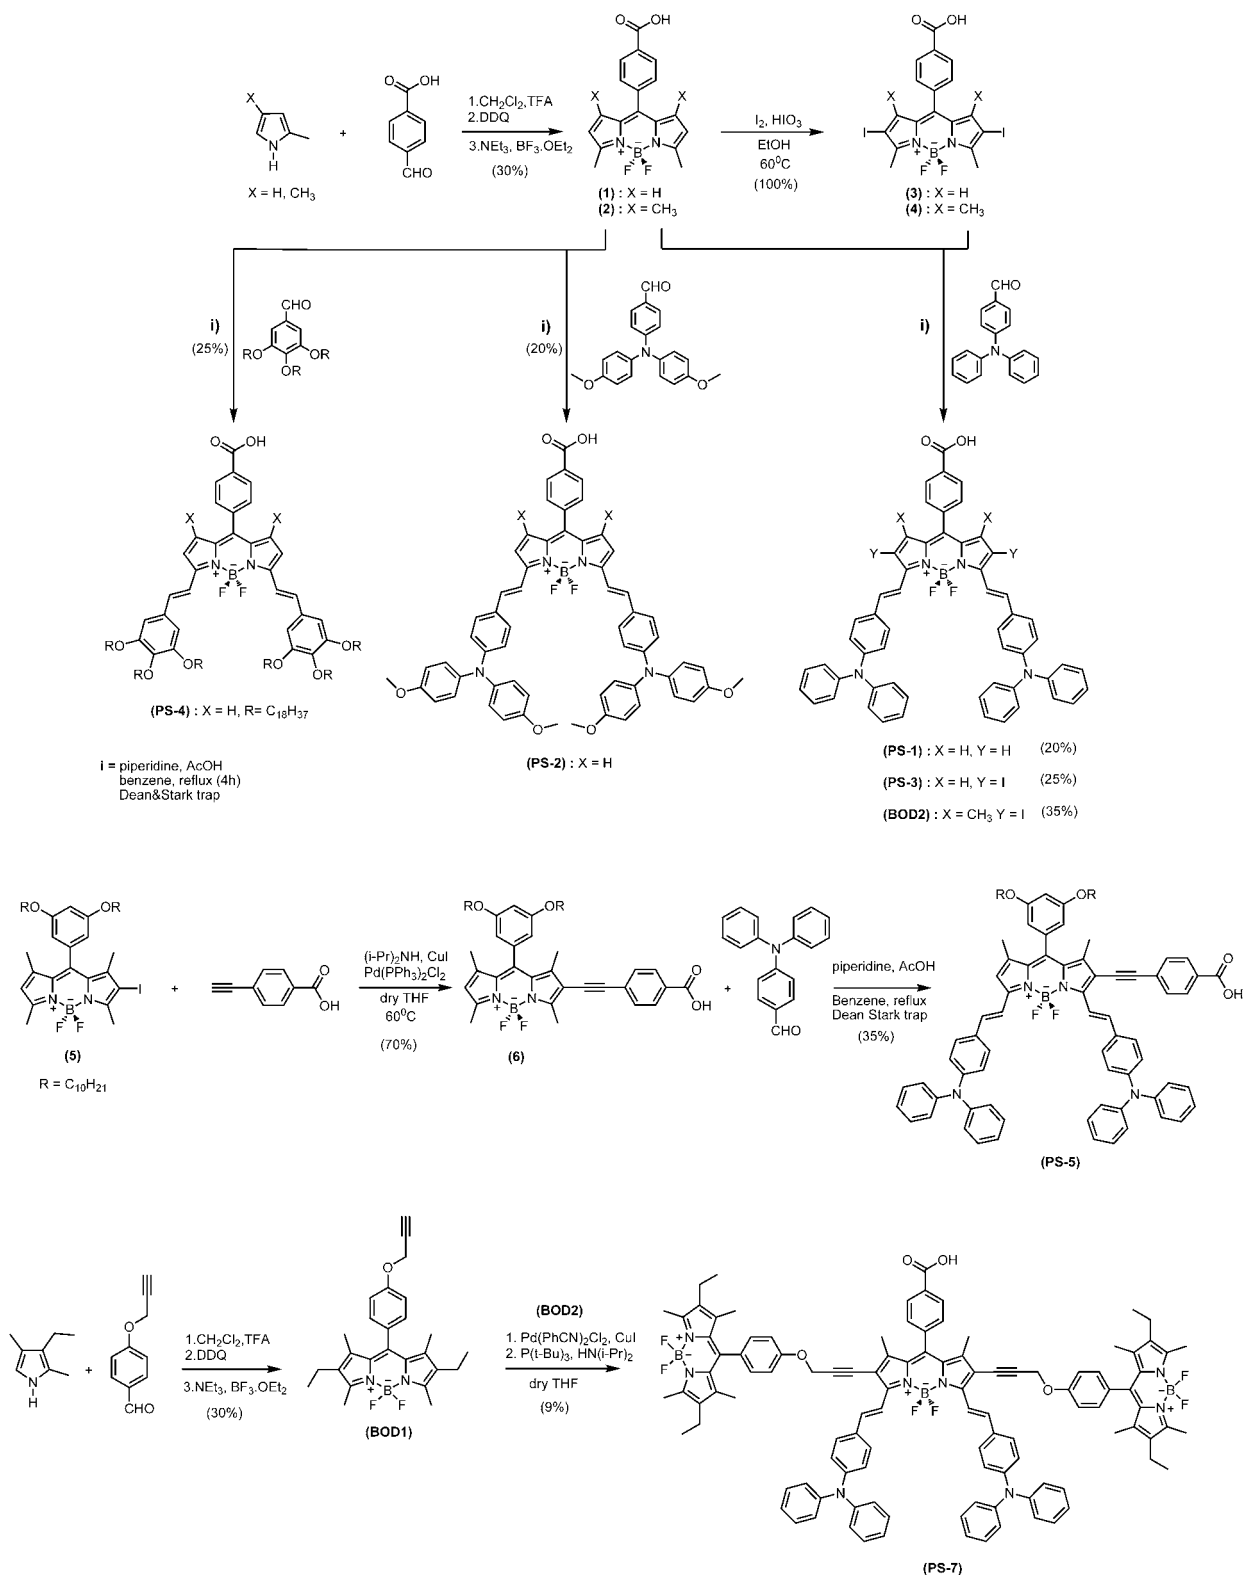 O
OH
O
OH
O
OH
X
N
H
X = H, CH3
+
CHO
1.CH2Cl2,TFA
2.DDQ
3.NEt3, BF3.OEt2
(30%)
X
X
N
+
B
-
N
F
F
(1) : X = H
(2) : X = CH3
I2, HIO3
EtOH
60⁰C
(100%)
X
X
I
I
N
+
B
-
N
F
F
(3) : X = H
(4) : X = CH3
i)
(25%)
CHO
RO
OR
OR
i)
(20%)
CHO
N
O
O
i)
CHO
N
O
OH
X
X
N
+
B
-
N
F
F
RO
RO
OR
RO
OR
OR
(PS-4) : X = H, R= C18H37
O
OH
X
X
N
+
B
-
N
F
F
N
N
O
O
O
O
(PS-2) : X = H
O
OH
X
X
Y
Y
N
+
B
-
N
F
F
N
N
(PS-1) : X = H, Y = H (20%)
(PS-3) : X = H, Y = I (25%)
(BOD2) : X = CH3 Y = I (35%)
i = piperidine, AcOH
benzene, reflux (4h)
Dean&Stark trap
RO
OR
I
N
+
B
-
N
F
F
(5)
R = C10H21
+
O
OH
(i-Pr)2NH, CuI
Pd(PPh3)2Cl2
dry THF
60⁰C
(70%)
RO
OR
N
+
B
-
N
F
F
O
OH
(6)
+
N
CHO
piperidine, AcOH
Benzene, reflux
Dean Stark trap
(35%)
RO
OR
N
+
B
-
N
F
F
O
OH
N
N
(PS-5)
N
H
+
O
CHO
1.CH2Cl2,TFA
2.DDQ
3.NEt3, BF3.OEt2
(30%)
O
N
+
B
-
N
F
F
(BOD1)
(BOD2)
1. Pd(PhCN)2Cl2, CuI
2. P(t-Bu)3, HN(i-Pr)2
dry THF
(9%)
O
OH
N
+
F
B
-
F
N
O
N
+
B
-
N
F
F
O
N
F
B
-
F
N
+
N
N
(PS-7)